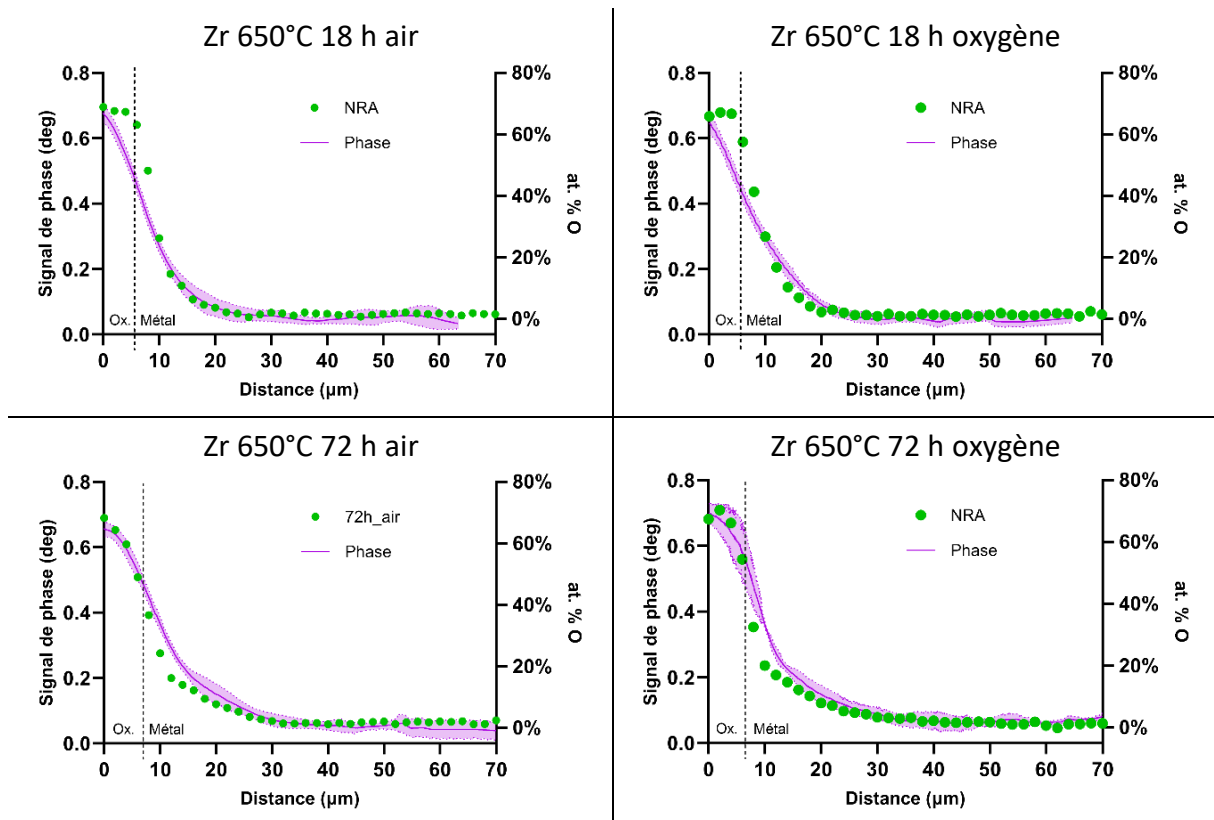 Zr 650°C 18 h air
0.8
0.6
0.4
0.2
0.0
Signal de phase (deg)
80%
60%
40%
20%
0%
at. % O
NRA
Phase
Ox.
Métal
0 10 20 30 40 50 60 70
Distance (µm)
Zr 650°C 18 h oxygène
0.8
0.6
0.4
0.2
0.0
Signal de phase (deg)
80%
60%
40%
20%
0%
at. % O
NRA
Phase
Ox.
Métal
0 10 20 30 40 50 60 70
Distance (µm)
Zr 650°C 72 h air
0.8
0.6
0.4
0.2
0.0
Signal de phase (deg)
80%
60%
40%
20%
0%
at. % O
72h_air
Phase
Ox.
Métal
0 10 20 30 40 50 60 70
Distance (µm)
Zr 650°C 72 h oxygène
0.8
0.6
0.4
0.2
0.0
Signal de phase (deg)
80%
60%
40%
20%
0%
at. % O
NRA
Phase
Ox.
Métal
0 10 20 30 40 50 60 70
Distance (µm)